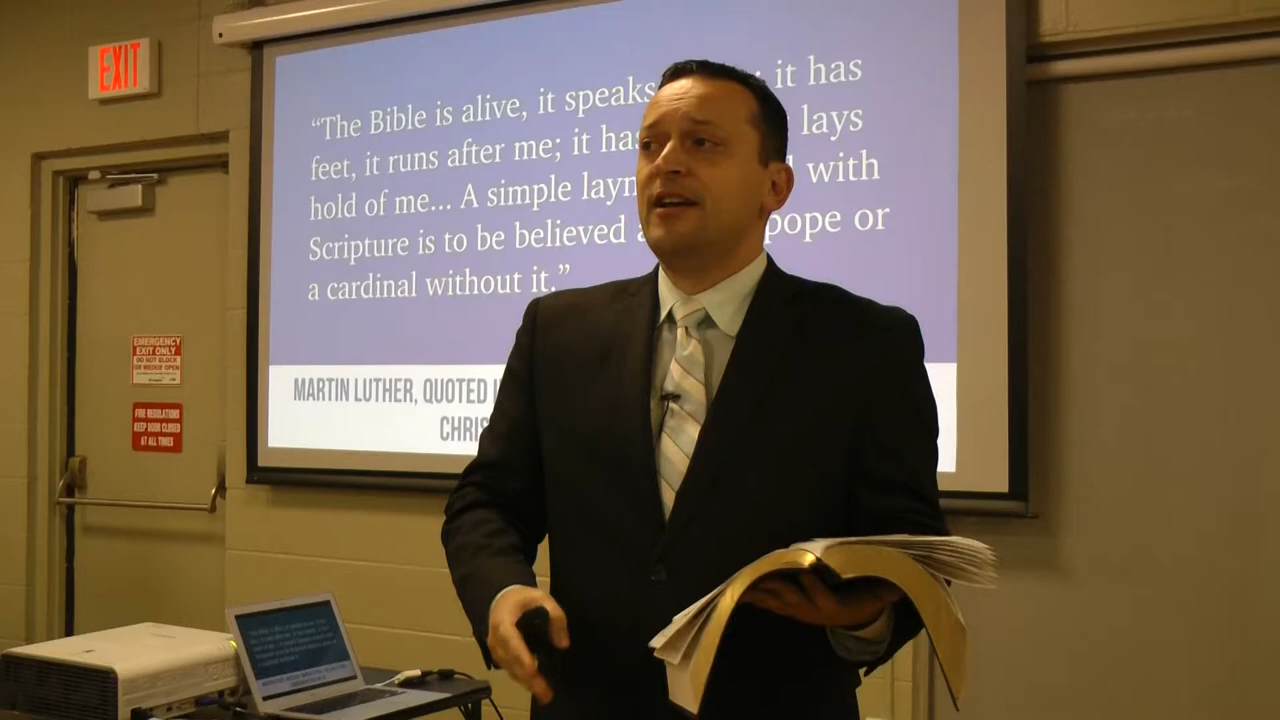 EXIT
“The Bible is alive, it speaks it has
feet, it runs after me; it has lays
hold of me... A simple with
Scripture is to be believed pope or
a cardinal without it.”
MARTIN LUTHER, QUOTED
EMERGENCY
EXIT ONLY
DO NOT BLOCK
OR WEDGE OPEN
FIRE REGULATIONS
KEEP DOOR CLOSED
AT ALL TIMES